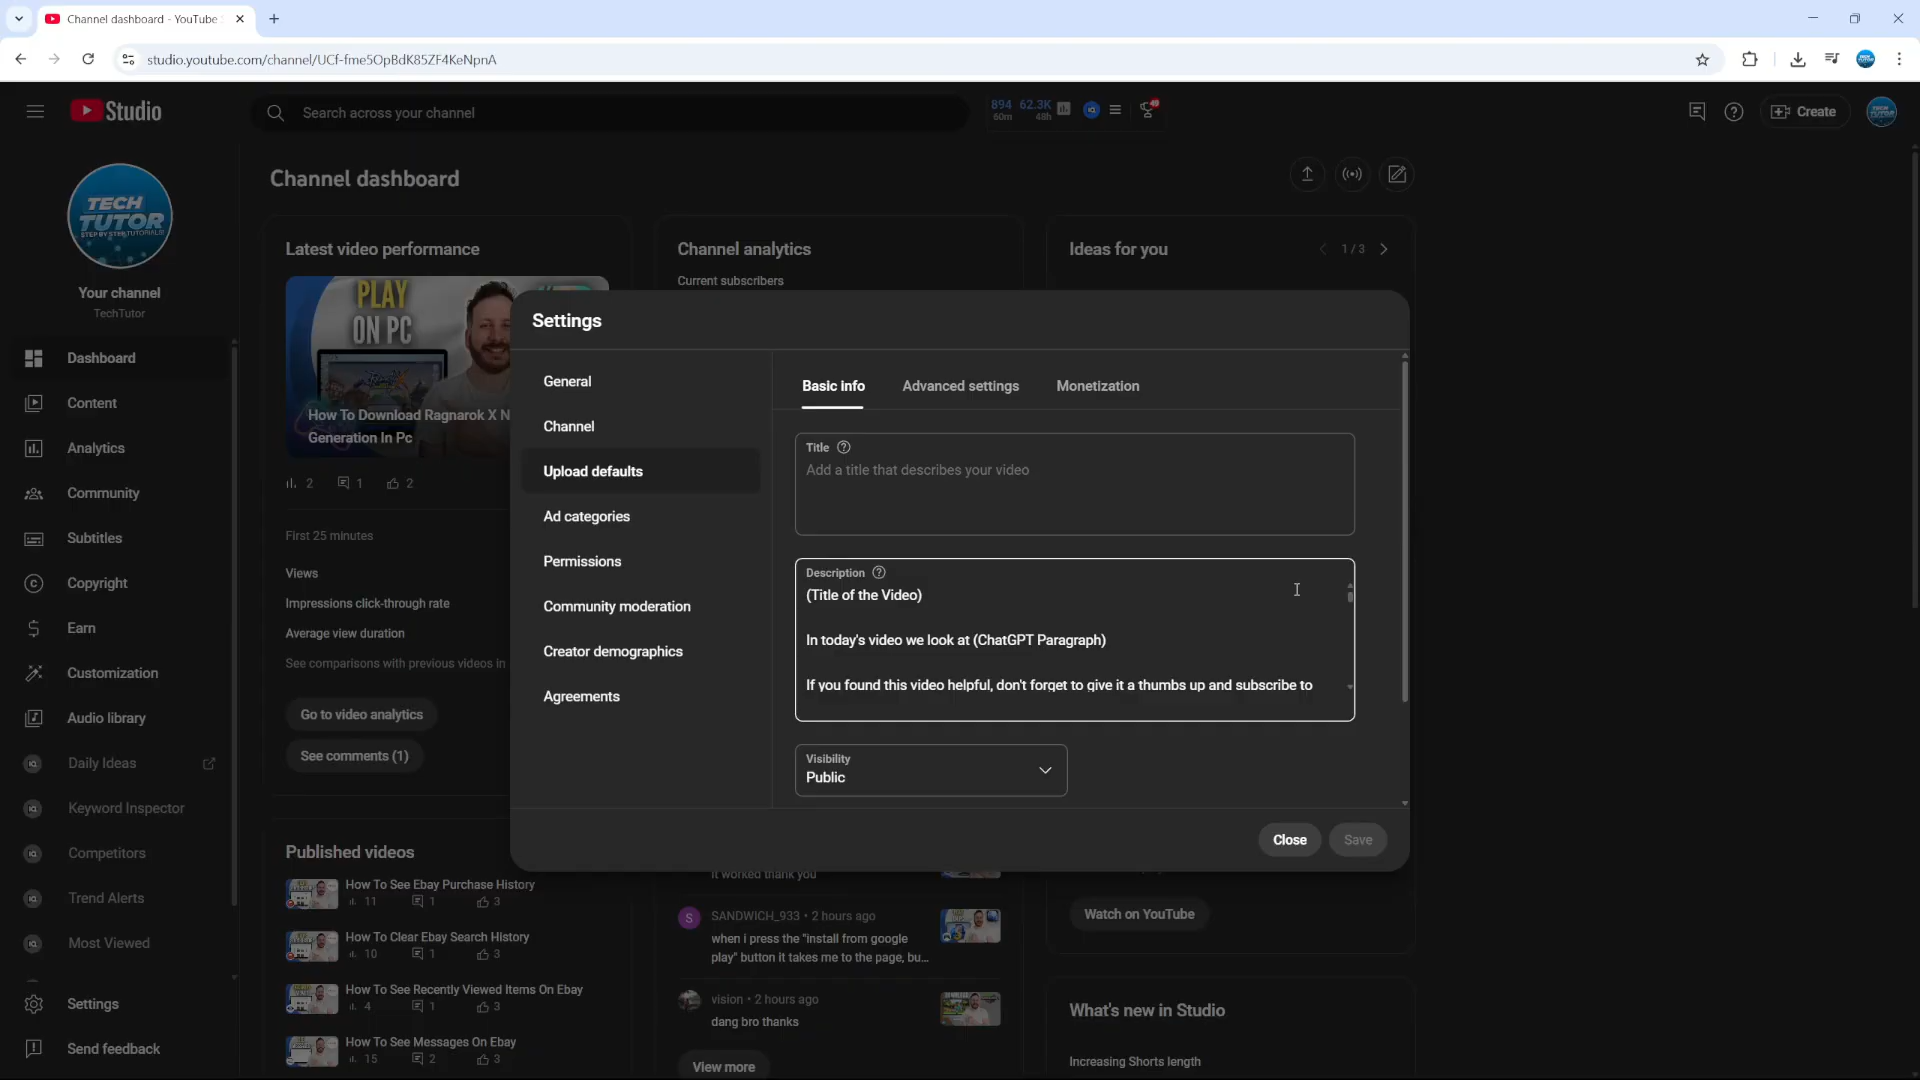 Channel dashboard - YouTube
studio.youtube.com/channel/UCf-fme5OpBdK85ZF4KeNpnA
Studio
Search across your channel
894 62.3K
60m 48h
Create
TECH
TUTOR
STEP BY STEP TUTORIALS!
Your channel
TechTutor
Dashboard
Content
Analytics
Community
Subtitles
Copyright
Earn
Customization
Audio library
Daily Ideas
Keyword Inspector
Competitors
Trend Alerts
Most Viewed
Settings
Send feedback
Channel dashboard
Latest video performance
PLAY
ON PC
How To Download Ragnarok X N
Generation In Pc
2 1 2
First 25 minutes
Views
Impressions click-through rate
Average view duration
See comparisons with previous videos in
Go to video analytics
See comments (1)
Published videos
How To See Ebay Purchase History
11 1 3
How To Clear Ebay Search History
10 1 3
How To See Recently Viewed Items On Ebay
4 1 3
How To See Messages On Ebay
15 2 3
Channel analytics
Current subscribers
Ideas for you
1 / 3
Settings
General
Channel
Upload defaults
Ad categories
Permissions
Community moderation
Creator demographics
Agreements
Basic info
Advanced settings
Monetization
Title
Add a title that describes your video
Description
(Title of the Video)
In today's video we look at (ChatGPT Paragraph)
If you found this video helpful, don't forget to give it a thumbs up and subscribe to
Visibility
Public
Close
Save
it worked thank you
S
SANDWICH_933 • 2 hours ago
when i press the "install from google
play" button it takes me to the page, bu...
vision • 2 hours ago
dang bro thanks
View more
Watch on YouTube
What's new in Studio
Increasing Shorts length